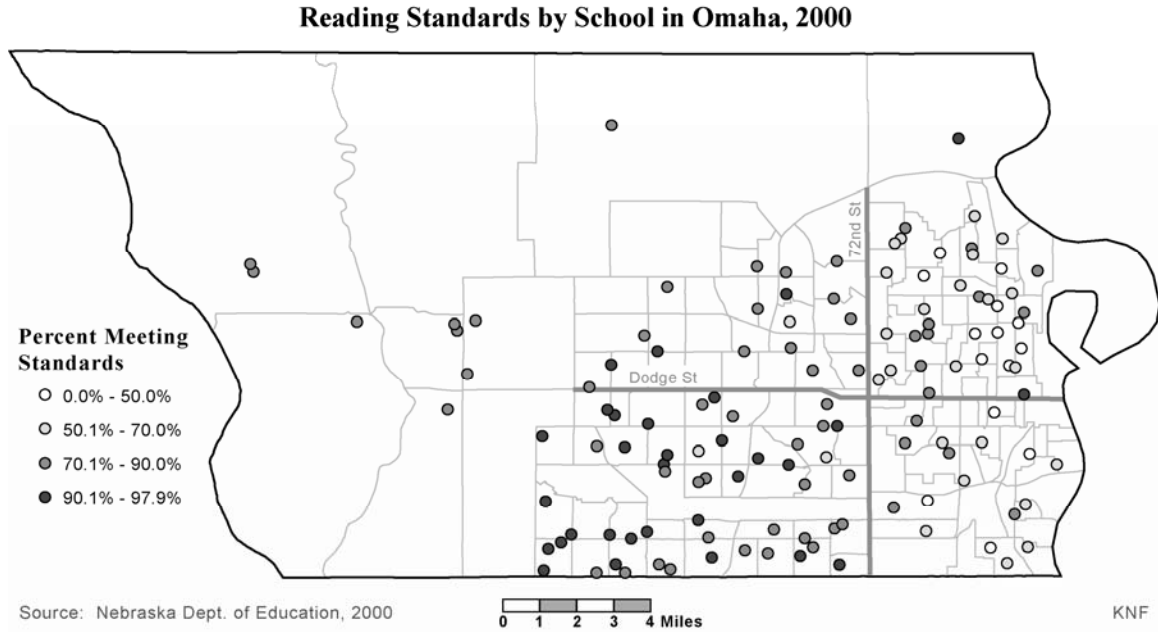 Reading Standards by School in Omaha, 2000
72nd St
Dodge St
Percent Meeting
Standards
0.0% - 50.0%
50.1% - 70.0%
70.1% - 90.0%
90.1% - 97.9%
Source: Nebraska Dept. of Education, 2000
0 1 2 3 4 Miles
KNF